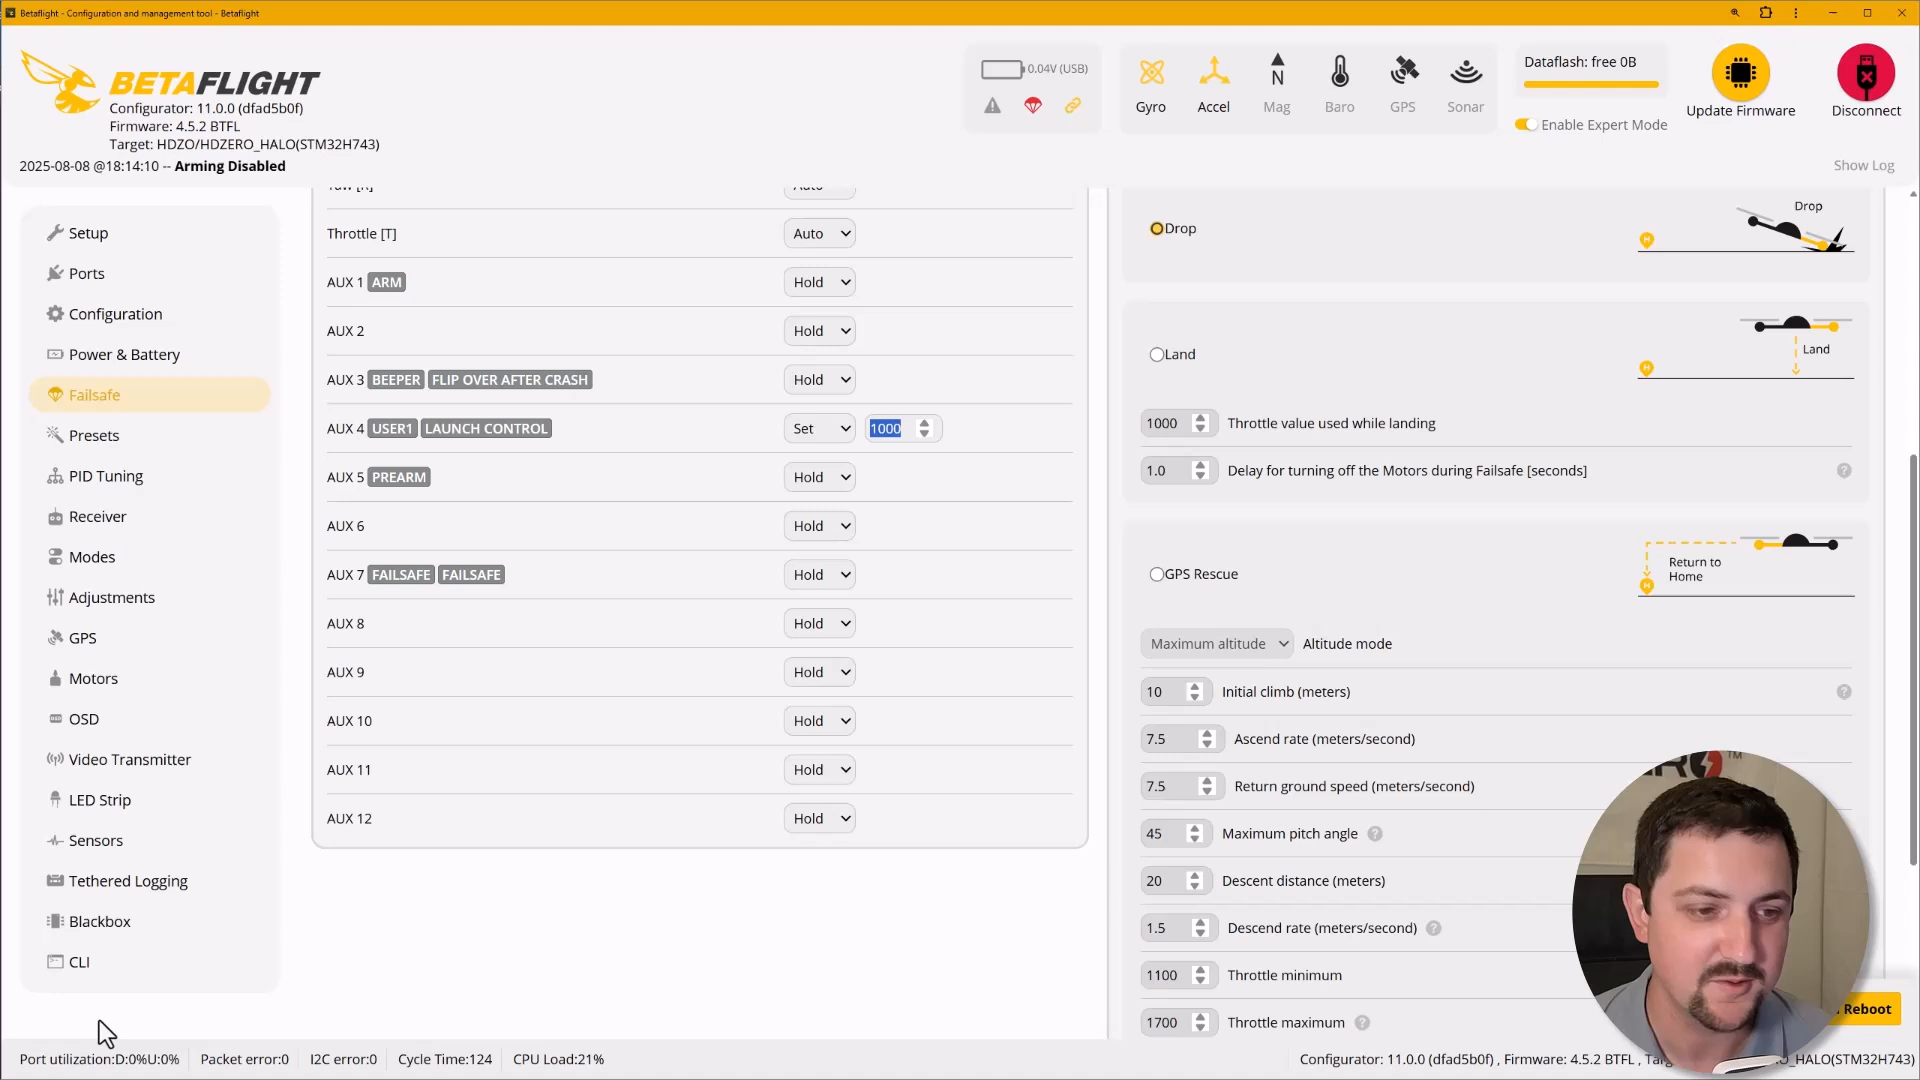 Betaflight - Configuration and management tool - Betaflight
BETAFLIGHT
Configurator: 11.0.0 (dfad5b0f)
Firmware: 4.5.2 BTFL
Target: HDZO/HDZERO_HALO(STM32H743)
2025-08-08 @18:14:10 -- Arming Disabled
0.04V (USB)
Gyro
Accel
N
Mag
Baro
GPS
Sonar
Dataflash: free 0B
Enable Expert Mode
Update Firmware
Disconnect
Show Log
Setup
Ports
Configuration
Power & Battery
Failsafe
Presets
PID Tuning
Receiver
Modes
Adjustments
GPS
Motors
OSD
Video Transmitter
LED Strip
Sensors
Tethered Logging
Blackbox
CLI
Yaw [R] Auto
Throttle [T] Auto
AUX 1 ARM Hold
AUX 2 Hold
AUX 3 BEEPER FLIP OVER AFTER CRASH Hold
AUX 4 USER1 LAUNCH CONTROL Set 1000
AUX 5 PREARM Hold
AUX 6 Hold
AUX 7 FAILSAFE FAILSAFE Hold
AUX 8 Hold
AUX 9 Hold
AUX 10 Hold
AUX 11 Hold
AUX 12 Hold
Drop
Drop
H
Land
Land
H
1000 Throttle value used while landing
1.0 Delay for turning off the Motors during Failsafe [seconds] ?
GPS Rescue
Return to
Home
H
Maximum altitude Altitude mode
10 Initial climb (meters) ?
7.5 Ascend rate (meters/second)
7.5 Return ground speed (meters/second)
45 Maximum pitch angle ?
20 Descent distance (meters)
1.5 Descend rate (meters/second) ?
1100 Throttle minimum
1700 Throttle maximum ?
TM
Reboot
Port utilization:D:0%U:0% Packet error:0 I2C error:0 Cycle Time:124 CPU Load:21%
Configurator: 11.0.0 (dfad5b0f) , Firmware: 4.5.2 BTFL , O_HALO(STM32H743)